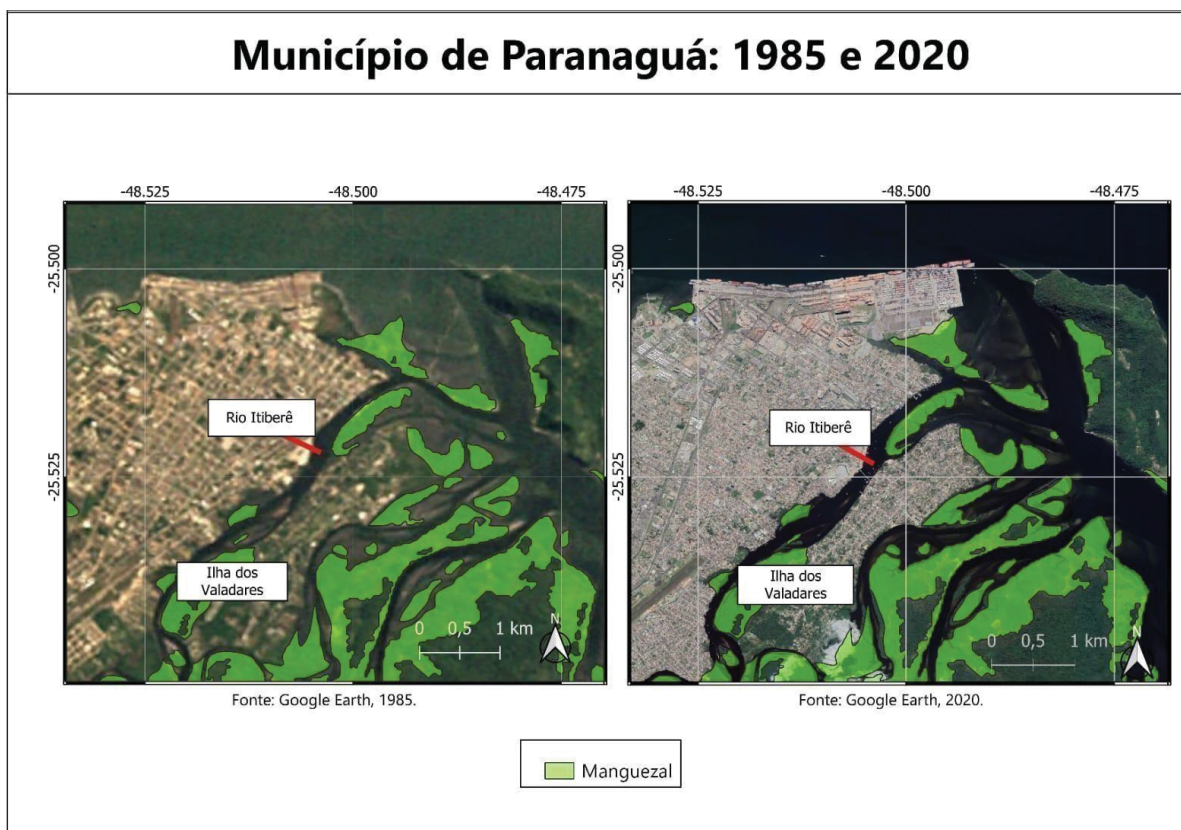 Município de Paranaguá: 1985 e 2020
-48.525
-48.500
-48.475
-25.500
-25.525
Rio Itiberê
Ilha dos
Valadares
0 0,5 1 km
N
Fonte: Google Earth, 1985.
-48.525
-48.500
-48.475
-25.500
-25.525
Rio Itiberê
Ilha dos
Valadares
0 0,5 1 km
N
Fonte: Google Earth, 2020.
Manguezal